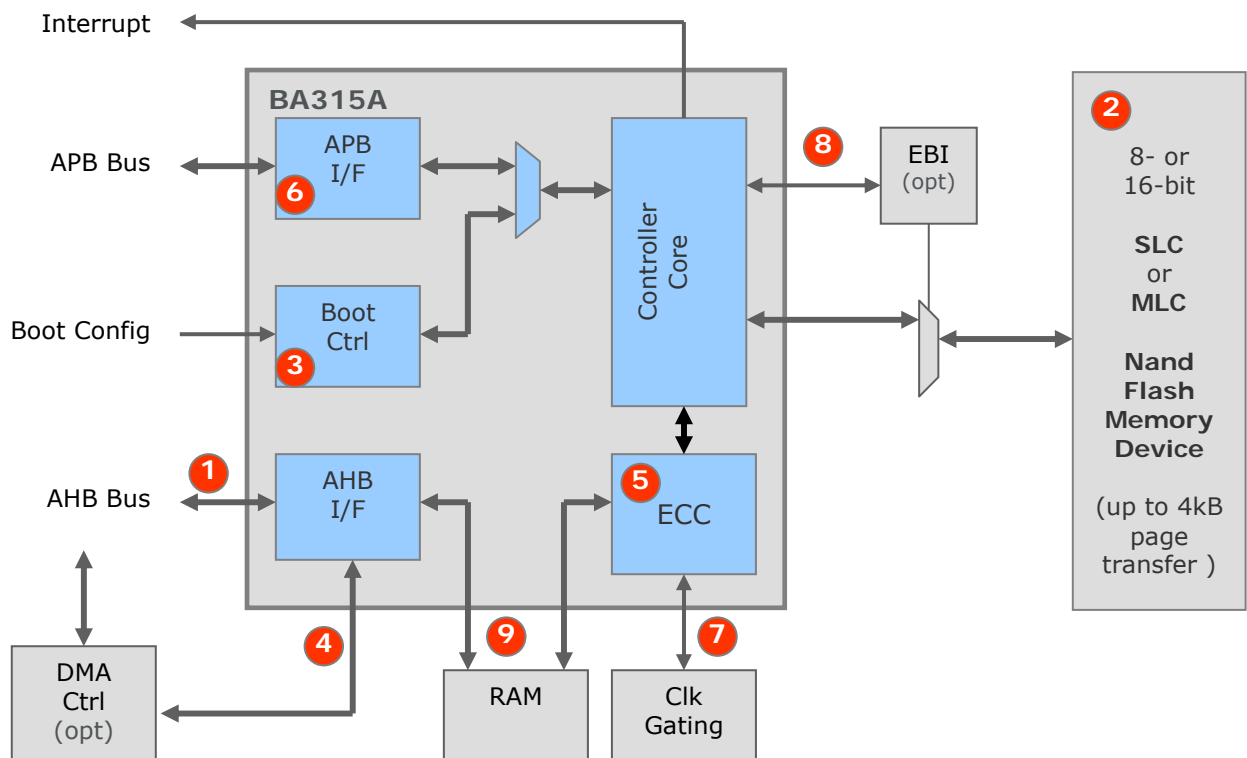 Interrupt
BA315A
APB Bus
APB
I/F
6
Boot Config
Boot
Ctrl
3
AHB Bus
1
AHB
I/F
Controller
Core
5
ECC
8
EBI
(opt)
2
8- or
16-bit
SLC
or
MLC
Nand
Flash
Memory
Device
(up to 4kB
page
transfer )
DMA
Ctrl
(opt)
4
9
RAM
7
Clk
Gating